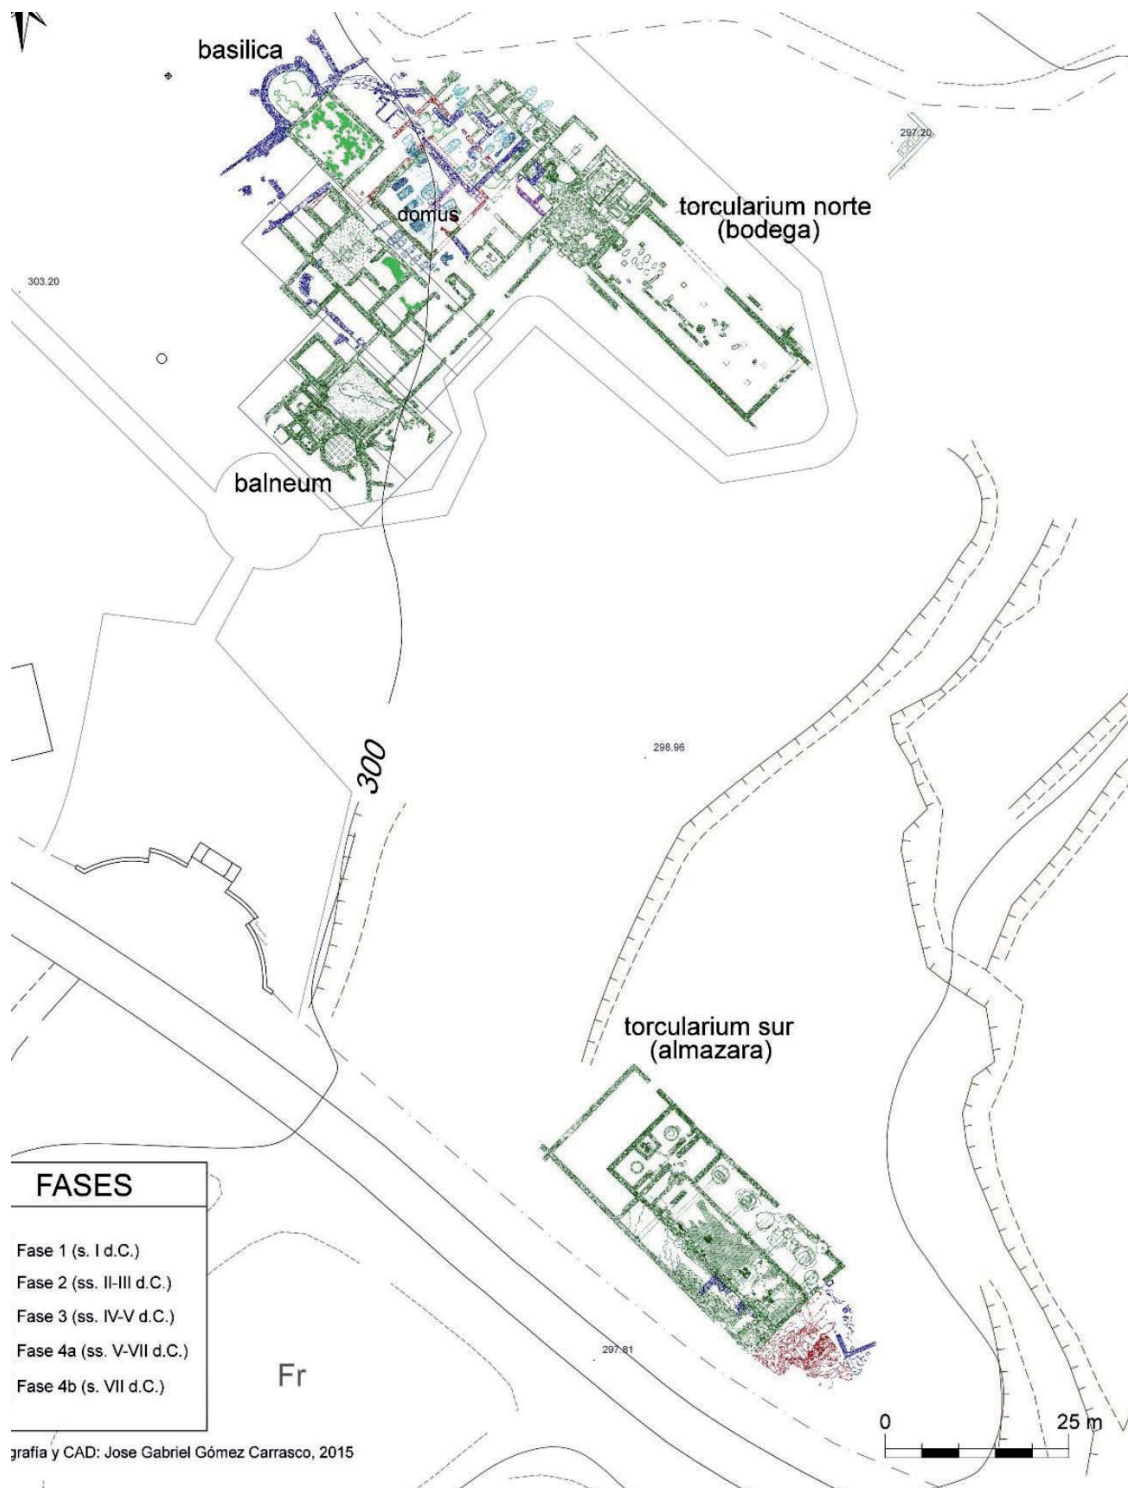 basilica
297.20
torcularium norte
(bodega)
domus
303.20
balneum
300
298.96
torcularium sur
(almazara)
FASES
Fase 1 (s. I d.C.)
Fase 2 (ss. II-III d.C.)
Fase 3 (ss. IV-V d.C.)
Fase 4a (ss. V-VII d.C.)
Fase 4b (s. VII d.C.)
Fr
297.81
0 25 m
grafía y CAD: Jose Gabriel Gómez Carrasco, 2015